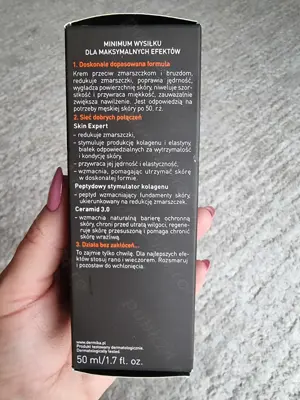 MINIMUM WYSIŁKU
DLA MAKSYMALNYCH EFEKTÓW
1. Doskonale dopasowana formuła
Krem przeciw zmarszczkom i bruzdom,
redukuje zmarszczki, poprawia jędrność,
wygładza powierzchnię skóry, niweluje szor-
stkość i przywraca miękkość, zauważalnie
zwiększa nawilżenie. Jest odpowiedzią na
potrzeby męskiej skóry po 50. r.ż.
2. Sieć dobrych połączeń
Skin Expert
– redukuje zmarszczki,
– stymuluje produkcję kolagenu i elastyny
białek odpowiedzialnych za wytrzymałość
i kondycję skóry,
– przywraca jej jędrność i elastyczność,
– wzmacnia, pomagając utrzymać skórę
w doskonałej formie.
Peptydowy stymulator kolagenu
– peptyd wzmacniający fundamenty skóry,
ukierunkowany na redukcję zmarszczek.
Ceramid 3.0
– wzmacnia naturalną barierę ochronną
skóry, chroni przed utratą wilgoci, regene-
ruje skórę przesuszoną i pomaga chronić
skórę wrażliwą.
3. Działa bez zakłóceń...
To zajmie tylko chwilę. Dla najlepszych efe-
któw stosuj rano i wieczorem. Rozsmaruj
i pozostaw do wchłonięcia.
www.dermika.pl
Produkt testowany dermatologicznie.
Dermatologically tested.
50 ml/1.7 fl. oz.